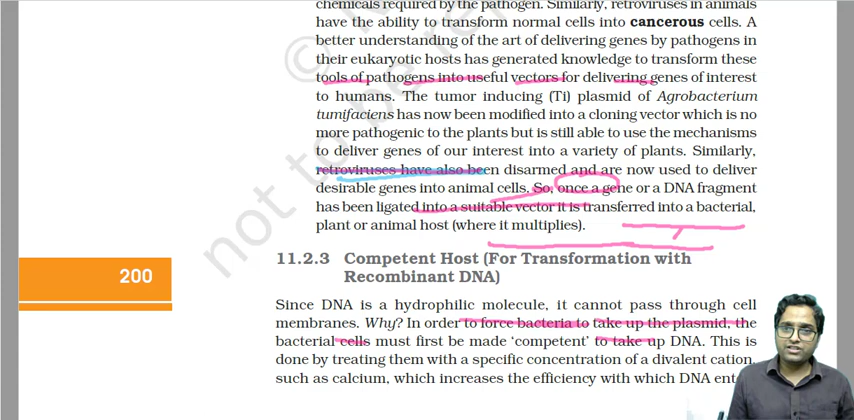 chemicals required by the pathogen. Similarly, retroviruses in animals
have the ability to transform normal cells into cancerous cells. A
better understanding of the art of delivering genes by pathogens in
their eukaryotic hosts has generated knowledge to transform these
tools of pathogens into useful vectors for delivering genes of interest
to humans. The tumor inducing (Ti) plasmid of Agrobacterium
tumifaciens has now been modified into a cloning vector which is no
more pathogenic to the plants but is still able to use the mechanisms
to deliver genes of our interest into a variety of plants. Similarly,
retroviruses have also been disarmed and are now used to deliver
desirable genes into animal cells. So, once a gene or a DNA fragment
has been ligated into a suitable vector it is transferred into a bacterial,
plant or animal host (where it multiplies).
11.2.3 Competent Host (For Transformation with
Recombinant DNA)
200
Since DNA is a hydrophilic molecule, it cannot pass through cell
membranes. Why? In order to force bacteria to take up the plasmid, the
bacterial cells must first be made 'competent' to take up DNA. This is
done by treating them with a specific concentration of a divalent cation,
such as calcium, which increases the efficiency with which DNA ent
© N
not to be